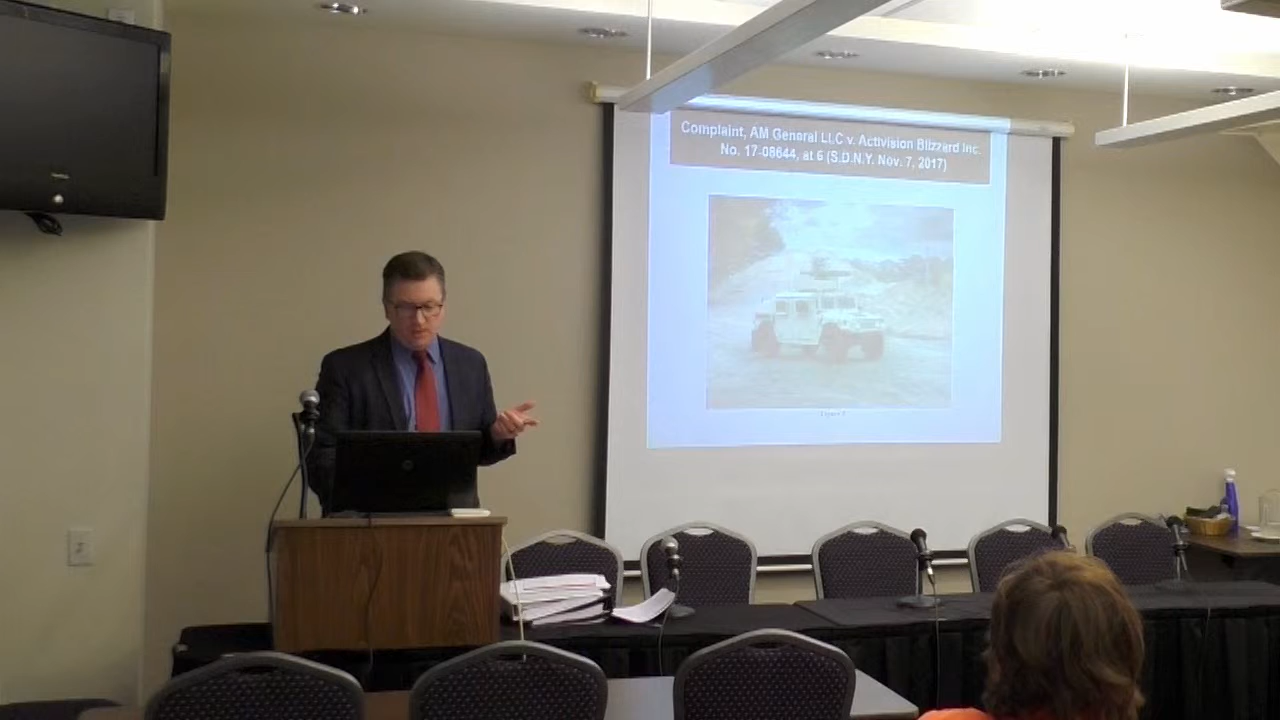 Complaint, AM General LLC v. Activision Blizzard Inc.
No. 17-08644, at 6 (S.D.N.Y. Nov. 7, 2017)